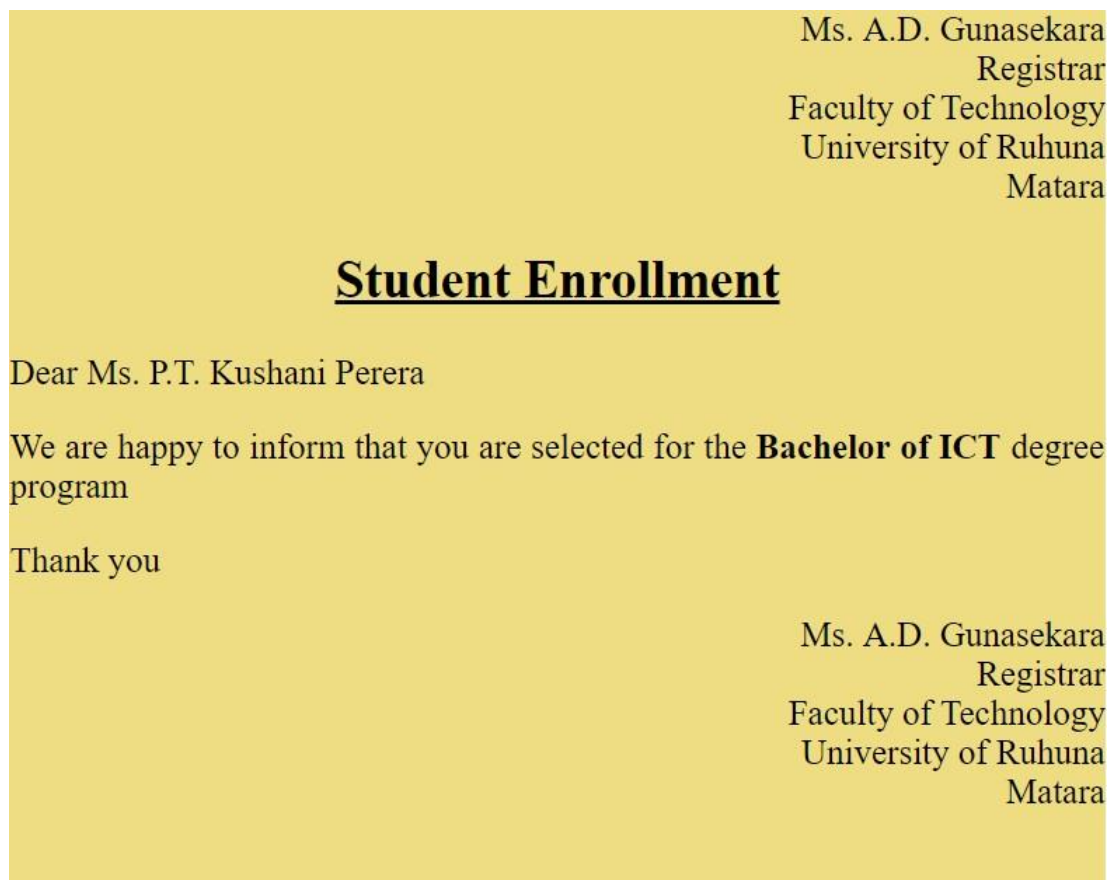 Ms. A.D. Gunasekara
Registrar
Faculty of Technology
University of Ruhuna
Matara
Student Enrollment
Dear Ms. P.T. Kushani Perera
We are happy to inform that you are selected for the Bachelor of ICT degree
program
Thank you
Ms. A.D. Gunasekara
Registrar
Faculty of Technology
University of Ruhuna
Matara